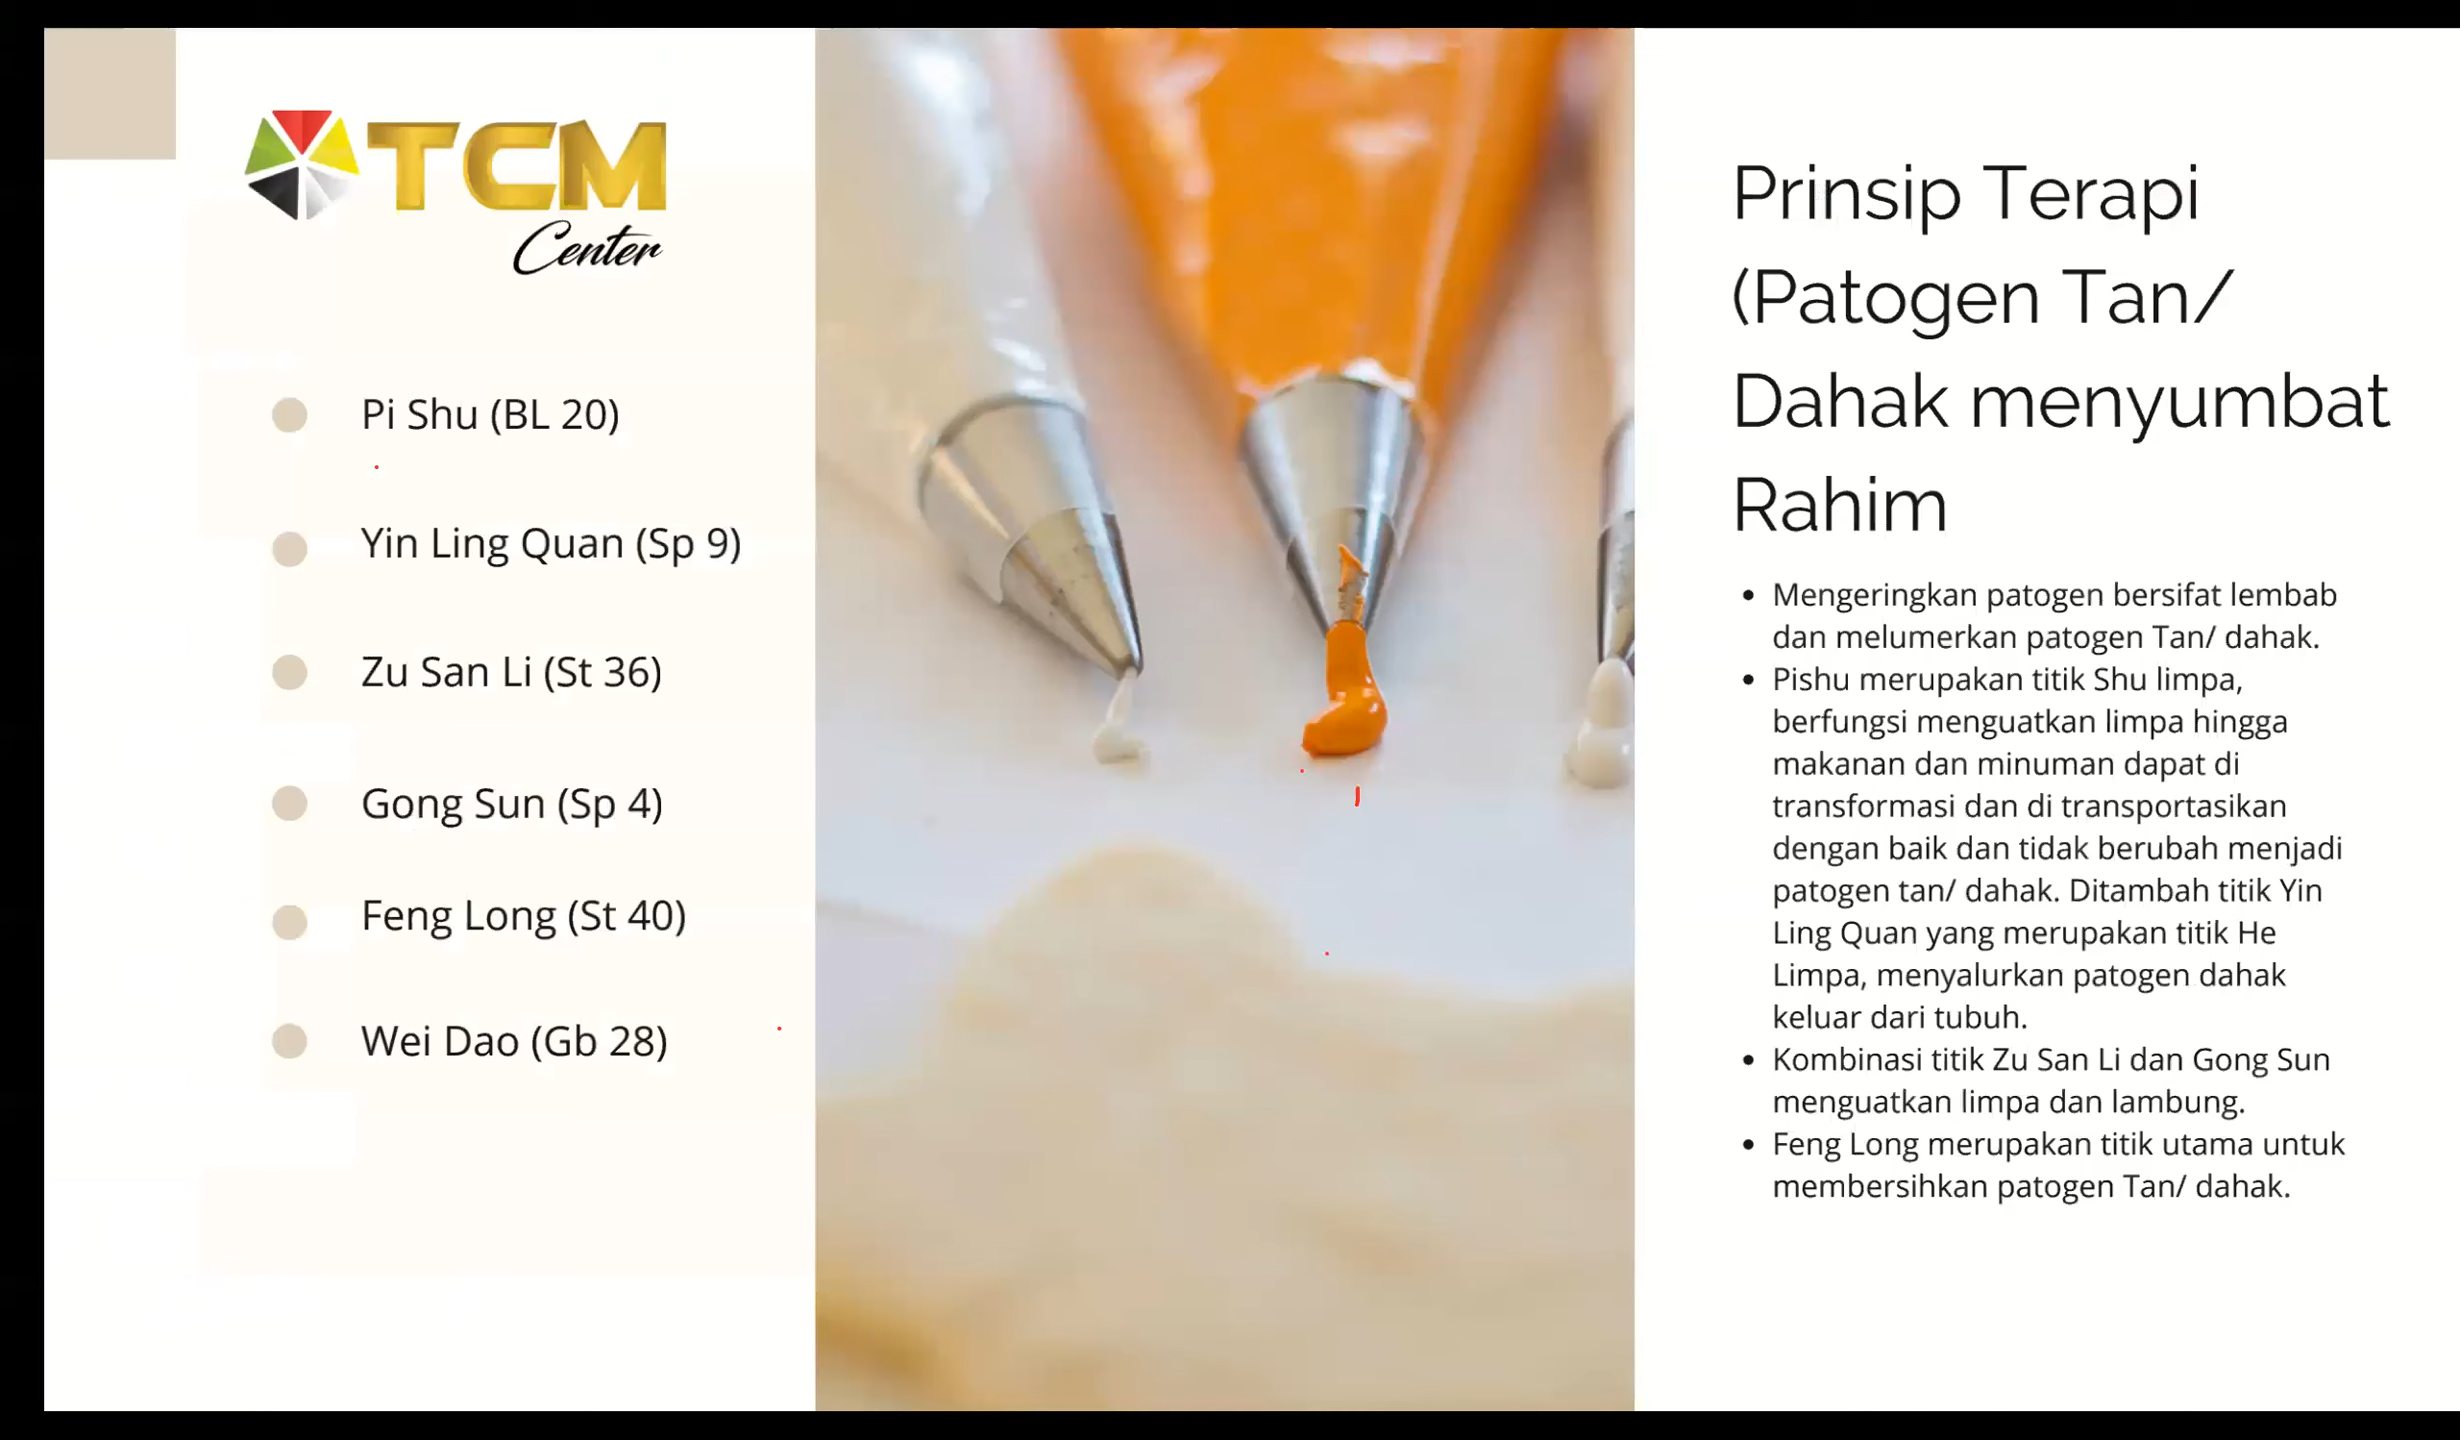 TCM
Center
Pi Shu (BL 20)
Yin Ling Quan (Sp 9)
Zu San Li (St 36)
Gong Sun (Sp 4)
Feng Long (St 40)
Wei Dao (Gb 28)
Prinsip Terapi
(Patogen Tan/
Dahak menyumbat
Rahim
• Mengeringkan patogen bersifat lembab
dan melumerkan patogen Tan/ dahak.
• Pishu merupakan titik Shu limpa,
berfungsi menguatkan limpa hingga
makanan dan minuman dapat di
transformasi dan di transportasikan
dengan baik dan tidak berubah menjadi
patogen tan/ dahak. Ditambah titik Yin
Ling Quan yang merupakan titik He
Limpa, menyalurkan patogen dahak
keluar dari tubuh.
• Kombinasi titik Zu San Li dan Gong Sun
menguatkan limpa dan lambung.
• Feng Long merupakan titik utama untuk
membersihkan patogen Tan/ dahak.